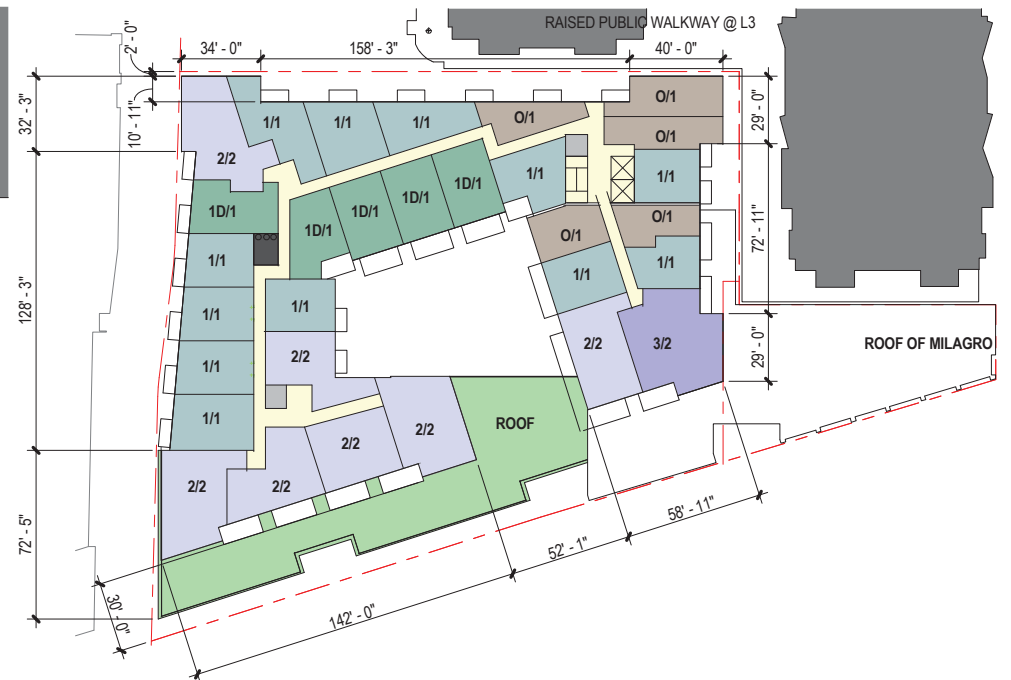 RAISED PUBLIC WALKWAY @ L3
2' - 0"
34' - 0"
158' - 3"
40' - 0"
32' - 3"
10' - 11"
29' - 0"
O/1
1/1
1/1
1/1
O/1
O/1
2/2
1/1
1/1
1D/1
1D/1
1D/1
1D/1
1D/1
O/1
O/1
72' - 11"
1/1
1/1
1/1
128' - 3"
1/1
1/1
2/2
2/2
3/2
29' - 0"
ROOF OF MILAGRO
1/1
1/1
2/2
2/2
ROOF
2/2
2/2
72' - 5"
58' - 11"
52' - 1"
142' - 0"
30' - 0"